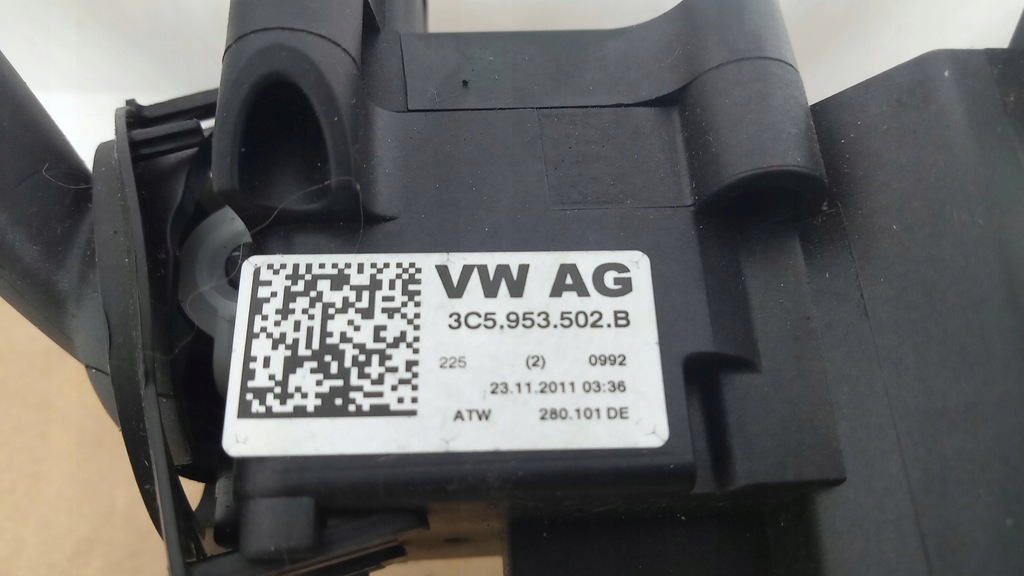 VW AG
3C5.953.502.B
225 (2) 0992
23.11.2011 03:36
ATW 280.101 DE